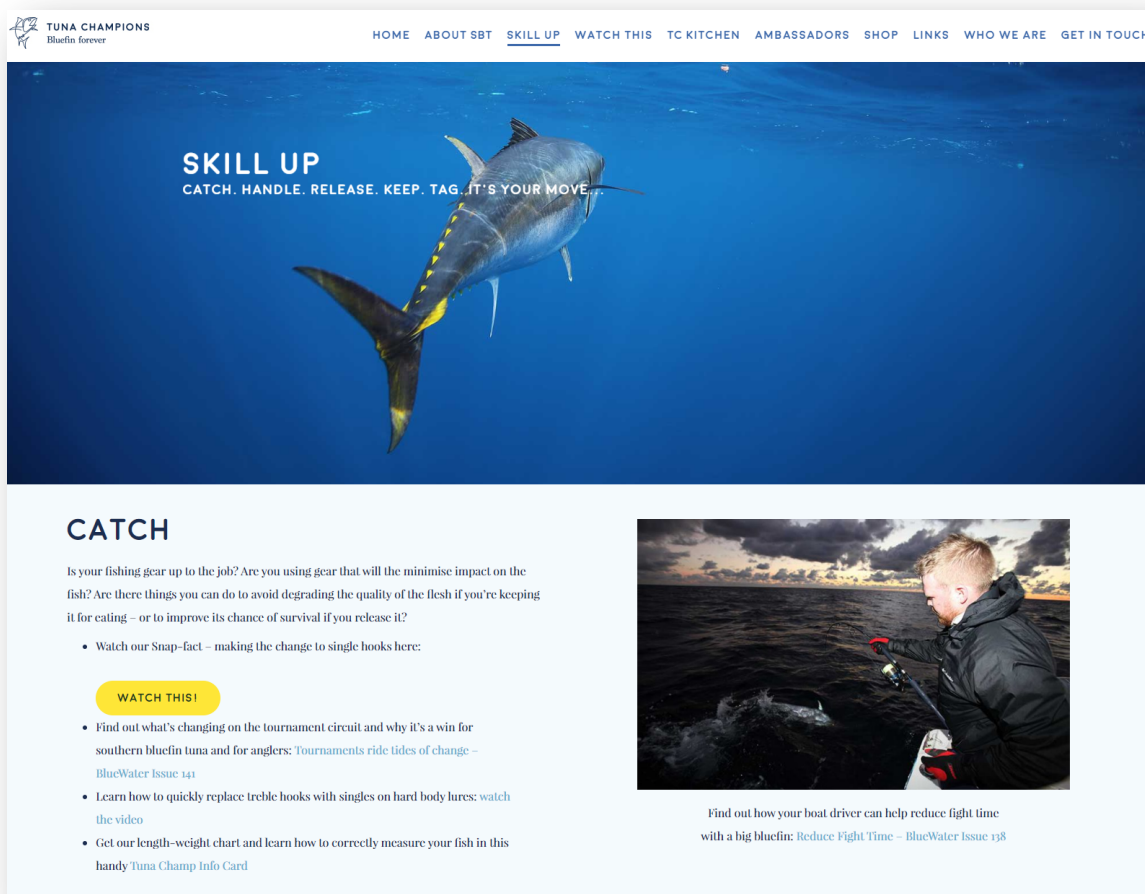 TUNA CHAMPIONS
Bluefin forever
HOME ABOUT SBT SKILL UP WATCH THIS TC KITCHEN AMBASSADORS SHOP LINKS WHO WE ARE GET IN TOUCH
SKILL UP
CATCH. HANDLE. RELEASE. KEEP. TAG. IT'S YOUR MOVE...
CATCH
Is your fishing gear up to the job? Are you using gear that will the minimise impact on the
fish? Are there things you can do to avoid degrading the quality of the flesh if you're keeping
it for eating – or to improve its chance of survival if you release it?
• Watch our Snap-fact – making the change to single hooks here:
WATCH THIS!
• Find out what's changing on the tournament circuit and why it's a win for
southern bluefin tuna and for anglers: Tournaments ride tides of change –
BlueWater Issue 141
• Learn how to quickly replace treble hooks with singles on hard body lures: watch
the video
• Get our length-weight chart and learn how to correctly measure your fish in this
handy Tuna Champ Info Card
Find out how your boat driver can help reduce fight time
with a big bluefin: Reduce Fight Time – BlueWater Issue 138